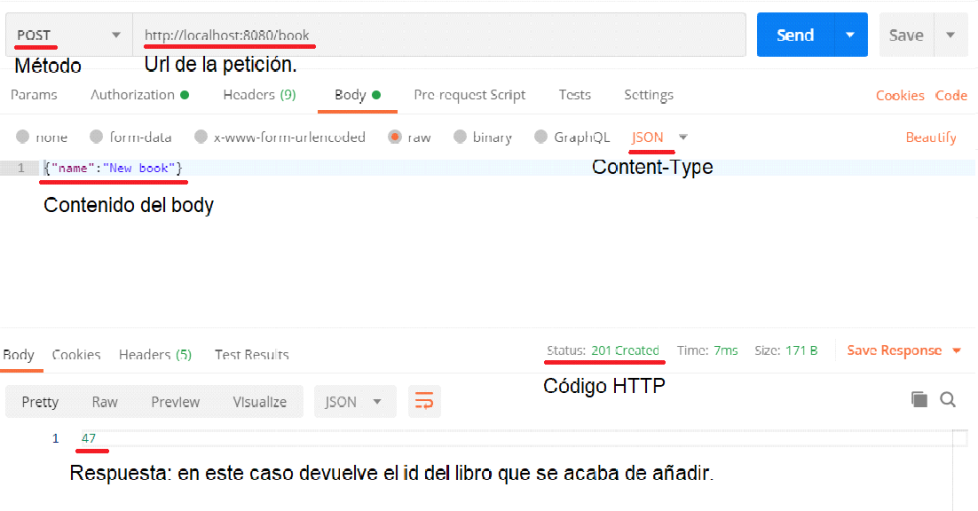 POST http://localhost:8080/book Send Save
Método Url de la petición.
Params Authorization Headers (9) Body Pre-request Script Tests Settings Cookies Code
none form-data x-www-form-urlencoded raw binary GraphQL JSON Beautify
1 {"name":"New book"}
Content-Type
Contenido del body
Body Cookies Headers (5) Test Results Status: 201 Created Time: 7ms Size: 171 B Save Response
Código HTTP
Pretty Raw Preview Visualize JSON
1 47
Respuesta: en este caso devuelve el id del libro que se acaba de añadir.